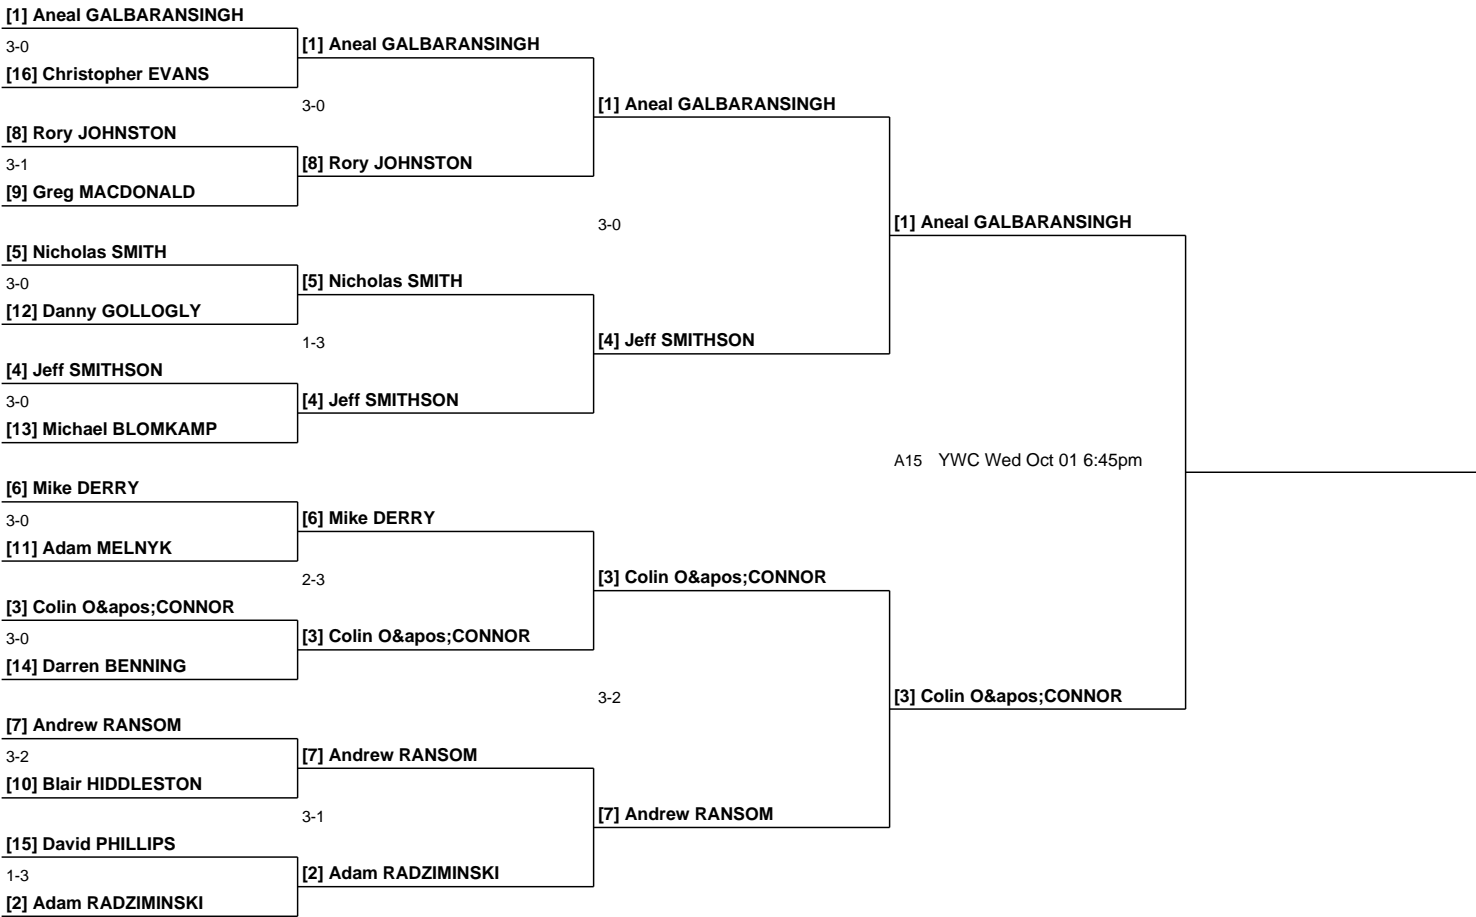 [1] Aneal GALBARANSINGH
3-0
[1] Aneal GALBARANSINGH
[16] Christopher EVANS
3-0
[1] Aneal GALBARANSINGH
[8] Rory JOHNSTON
3-1
[8] Rory JOHNSTON
[9] Greg MACDONALD
3-0
[1] Aneal GALBARANSINGH
[5] Nicholas SMITH
3-0
[5] Nicholas SMITH
[12] Danny GOLLOGLY
1-3
[4] Jeff SMITHSON
[4] Jeff SMITHSON
3-0
[4] Jeff SMITHSON
[13] Michael BLOMKAMP
A15 YWC Wed Oct 01 6:45pm
[6] Mike DERRY
3-0
[6] Mike DERRY
[11] Adam MELNYK
2-3
[3] Colin O&apos;CONNOR
[3] Colin O&apos;CONNOR
3-0
[3] Colin O&apos;CONNOR
[14] Darren BENNING
3-2
[3] Colin O&apos;CONNOR
[7] Andrew RANSOM
3-2
[7] Andrew RANSOM
[10] Blair HIDDLESTON
3-1
[7] Andrew RANSOM
[15] David PHILLIPS
1-3
[2] Adam RADZIMINSKI
[2] Adam RADZIMINSKI